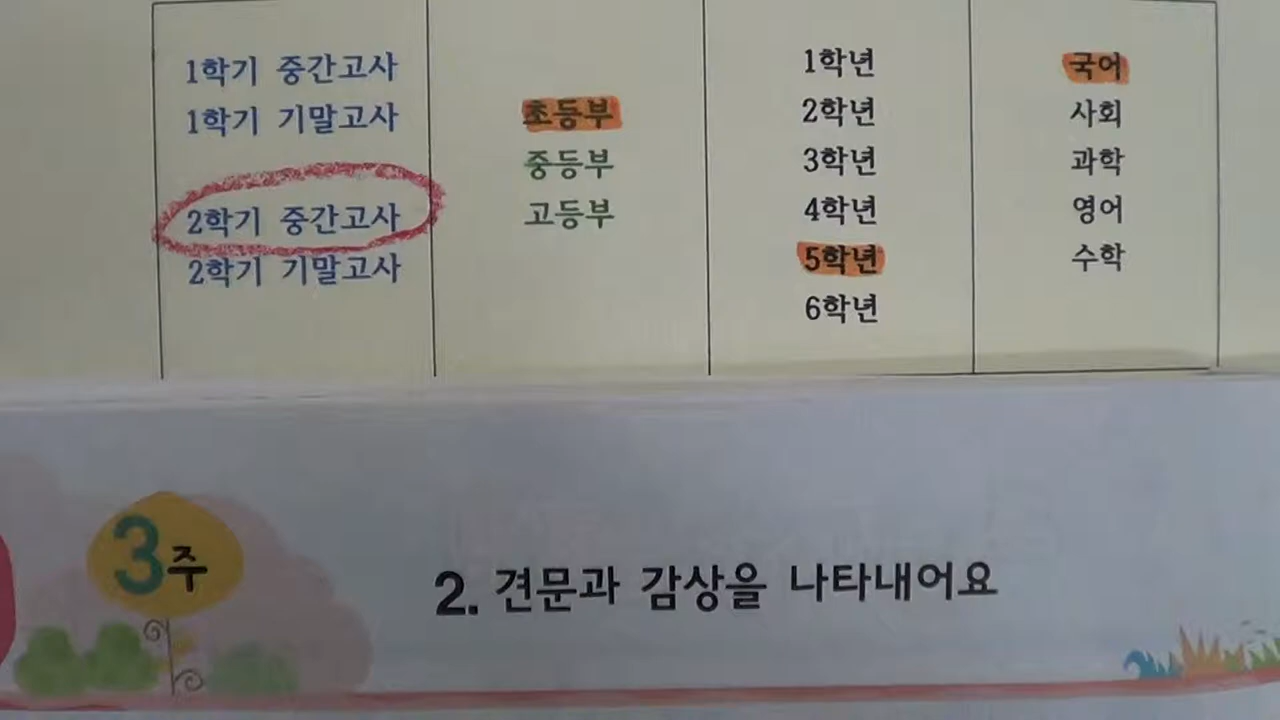 1학기 중간고사
1학기 기말고사
2학기 중간고사
2학기 기말고사
초등부
중등부
고등부
1학년
2학년
3학년
4학년
5학년
6학년
국어
사회
과학
영어
수학
3주
2. 견문과 감상을 나타내어요